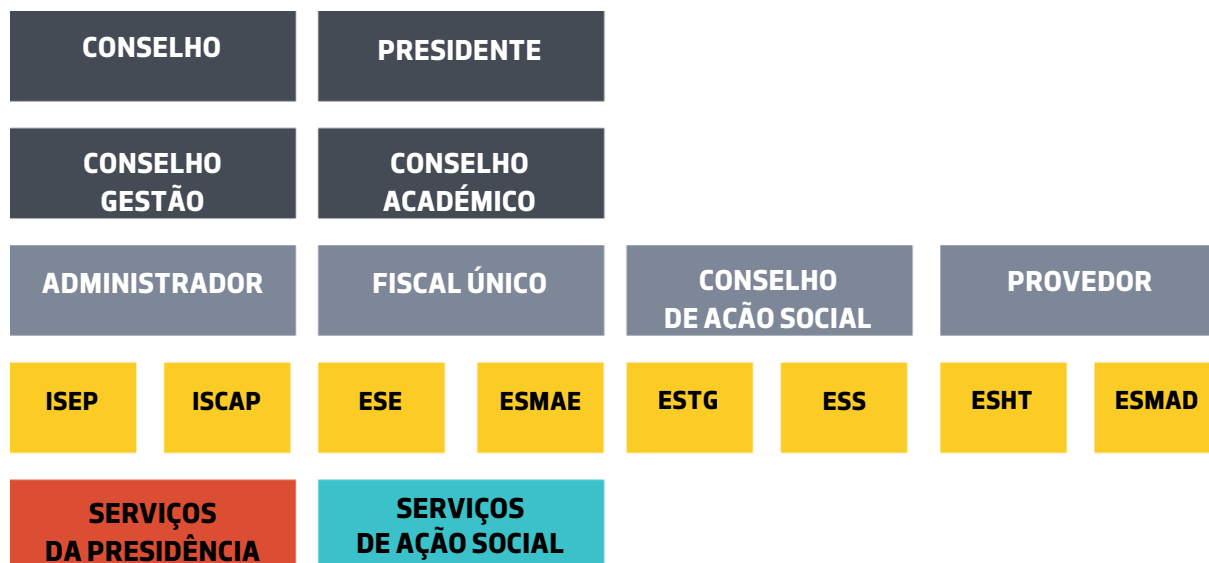 CONSELHO
PRESIDENTE
CONSELHO
GESTÃO
CONSELHO
ACADÉMICO
ADMINISTRADOR
FISCAL ÚNICO
CONSELHO
DE AÇÃO SOCIAL
PROVEDOR
ISEP
ISCAP
ESE
ESMAE
ESTG
ESS
ESHT
ESMAD
SERVIÇOS
DA PRESIDÊNCIA
SERVIÇOS
DE AÇÃO SOCIAL